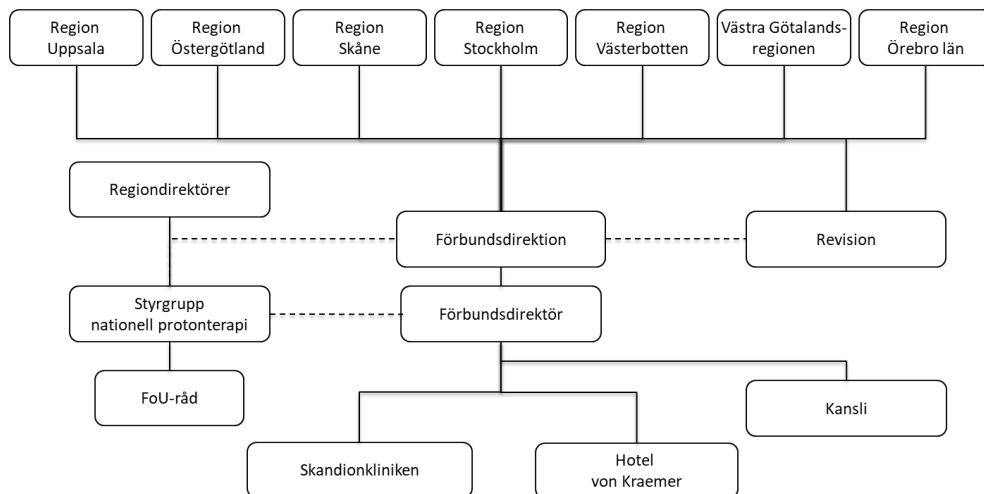 Region
Uppsala
Region
Östergötland
Region
Skåne
Region
Stockholm
Region
Västerbotten
Västra Götalands-
regionen
Region
Örebro län
Regiondirektörer
Förbundsdirektion
Revision
Styrgrupp
nationell protonterapi
Förbundsdirektör
FoU-råd
Kansli
Skandionkliniken
Hotel
von Kraemer